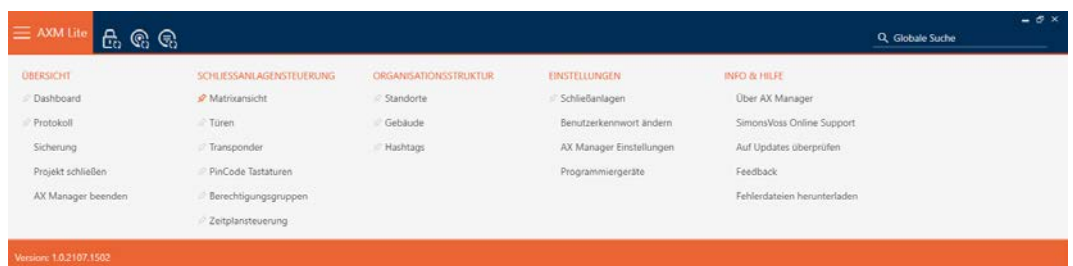 AXM Lite
Globale Suche
ÜBERSICHT
Dashboard
Protokoll
Sicherung
Projekt schließen
AX Manager beenden
SCHLIESSANLAGENSTEUERUNG
Matrixansicht
Türen
Transponder
PinCode Tastaturen
Berechtigungsgruppen
Zeitplansteuerung
ORGANISATIONSSTRUKTUR
Standorte
Gebäude
Hashtags
EINSTELLUNGEN
Schließanlagen
Benutzerkennwort ändern
AX Manager Einstellungen
Programmiergeräte
INFO & HILFE
Über AX Manager
SimonsVoss Online Support
Auf Updates überprüfen
Feedback
Fehlerdateien herunterladen
Version: 1.0.2107.1502